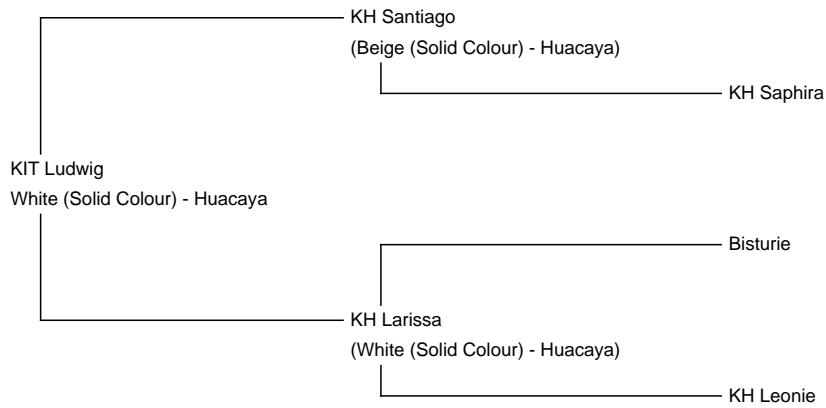 KH Santiago
(Beige (Solid Colour) - Huacaya)
KH Saphira
KIT Ludwig
White (Solid Colour) - Huacaya
Bisturie
KH Larissa
(White (Solid Colour) - Huacaya)
KH Leonie